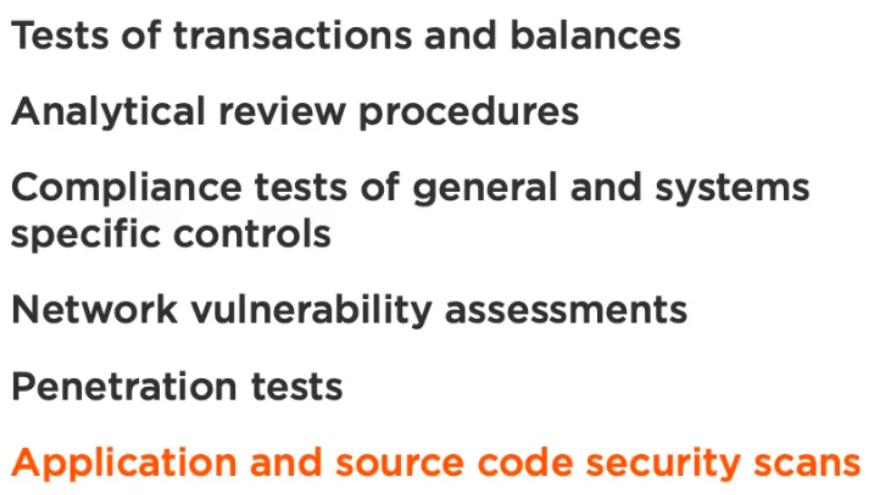 Tests of transactions and balances
Analytical review procedures
Compliance tests of general and systems
specific controls
Network vulnerability assessments
Penetration tests
Application and source code security scans